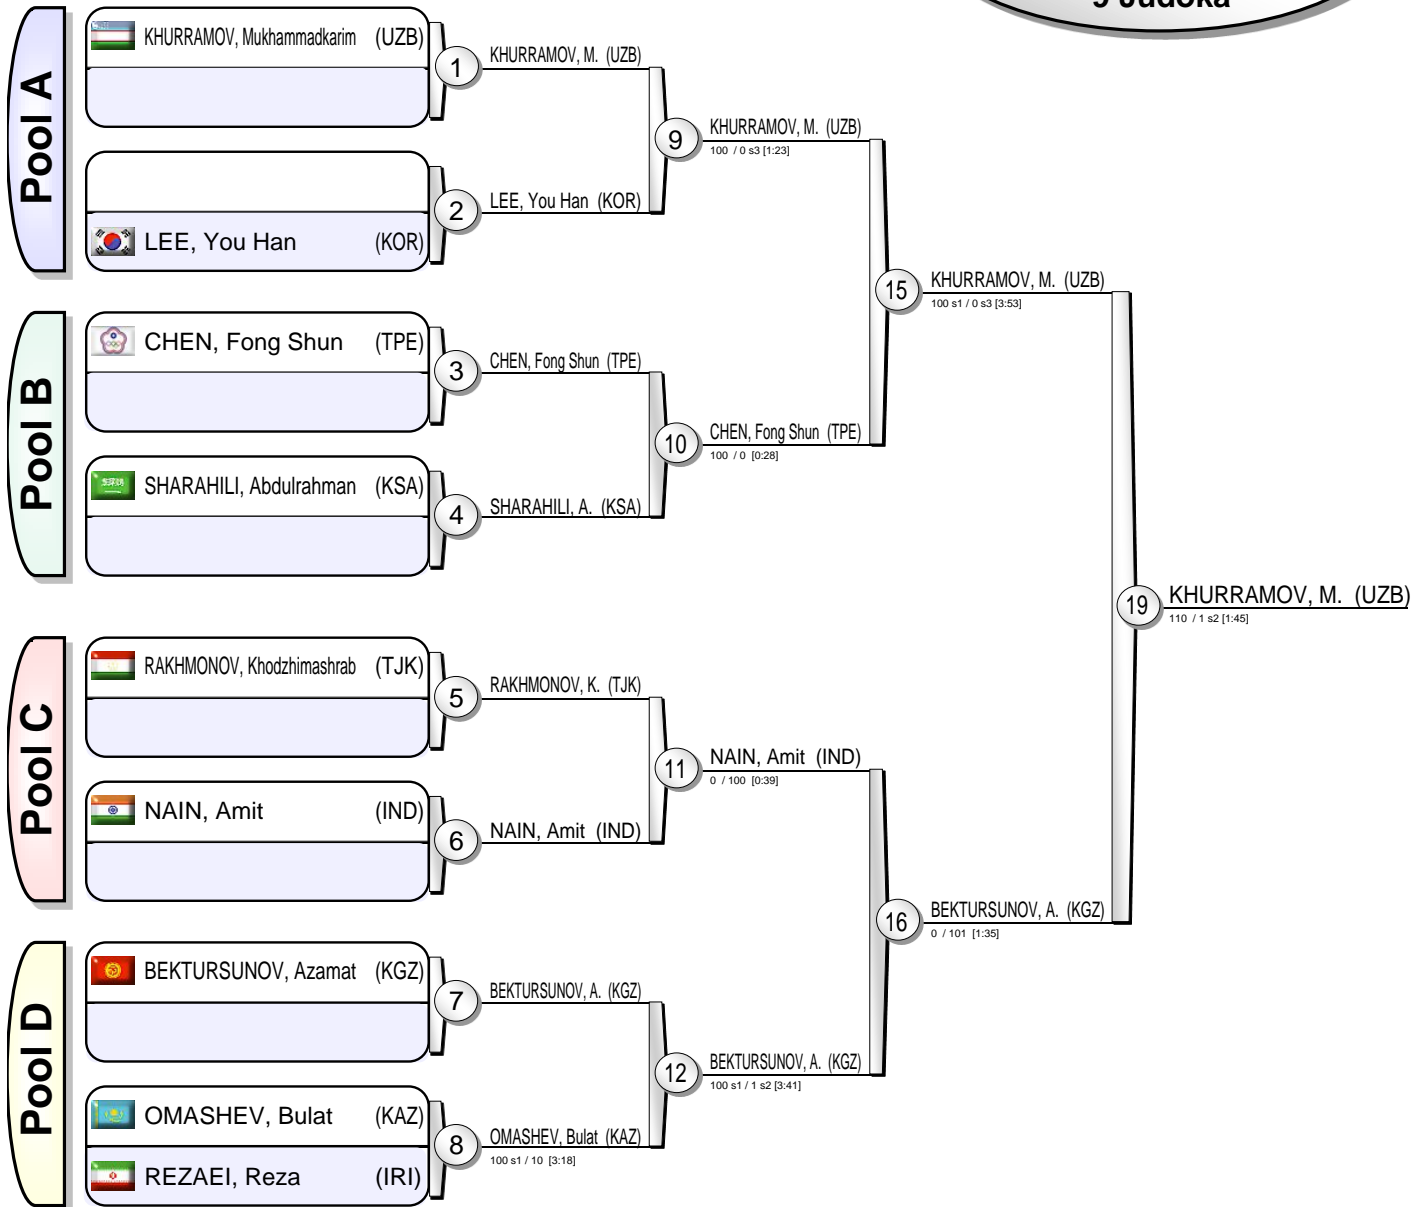 9 Judoka
Pool A
KHURRAMOV, Mukhammadkarim (UZB)
1
KHURRAMOV, M. (UZB)
9
KHURRAMOV, M. (UZB)
100 / 0 s3 [1:23]
2
LEE, You Han (KOR)
LEE, You Han (KOR)
15
KHURRAMOV, M. (UZB)
100 s1 / 0 s3 [3:53]
Pool B
CHEN, Fong Shun (TPE)
3
CHEN, Fong Shun (TPE)
10
CHEN, Fong Shun (TPE)
100 / 0 [0:28]
SHARAHILI, Abdulrahman (KSA)
4
SHARAHILI, A. (KSA)
19
KHURRAMOV, M. (UZB)
110 / 1 s2 [1:45]
Pool C
RAKHMONOV, Khodzhimashrab (TJK)
5
RAKHMONOV, K. (TJK)
11
NAIN, Amit (IND)
0 / 100 [0:39]
NAIN, Amit (IND)
6
NAIN, Amit (IND)
16
BEKTURSUNOV, A. (KGZ)
0 / 101 [1:35]
Pool D
BEKTURSUNOV, Azamat (KGZ)
7
BEKTURSUNOV, A. (KGZ)
12
BEKTURSUNOV, A. (KGZ)
100 s1 / 1 s2 [3:41]
OMASHEV, Bulat (KAZ)
8
OMASHEV, Bulat (KAZ)
100 s1 / 10 [3:18]
REZAEI, Reza (IRI)